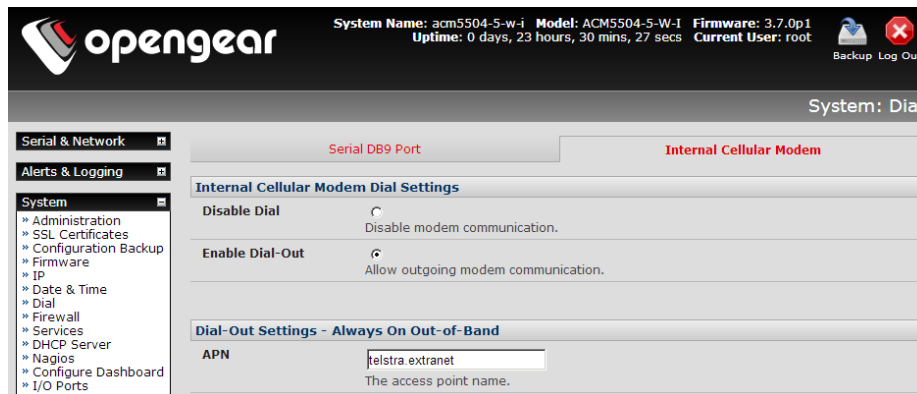 opengear
System Name: acm5504-5-w-i Model: ACM5504-5-W-I Firmware: 3.7.0p1
Uptime: 0 days, 23 hours, 30 mins, 27 secs Current User: root
Backup Log Ou
System: Dia
Serial & Network
Alerts & Logging
System
» Administration
» SSL Certificates
» Configuration Backup
» Firmware
» IP
» Date & Time
» Dial
» Firewall
» Services
» DHCP Server
» Nagios
» Configure Dashboard
» I/O Ports
Serial DB9 Port
Internal Cellular Modem
Internal Cellular Modem Dial Settings
Disable Dial
Disable modem communication.
Enable Dial-Out
Allow outgoing modem communication.
Dial-Out Settings - Always On Out-of-Band
APN
telstra.extranet
The access point name.